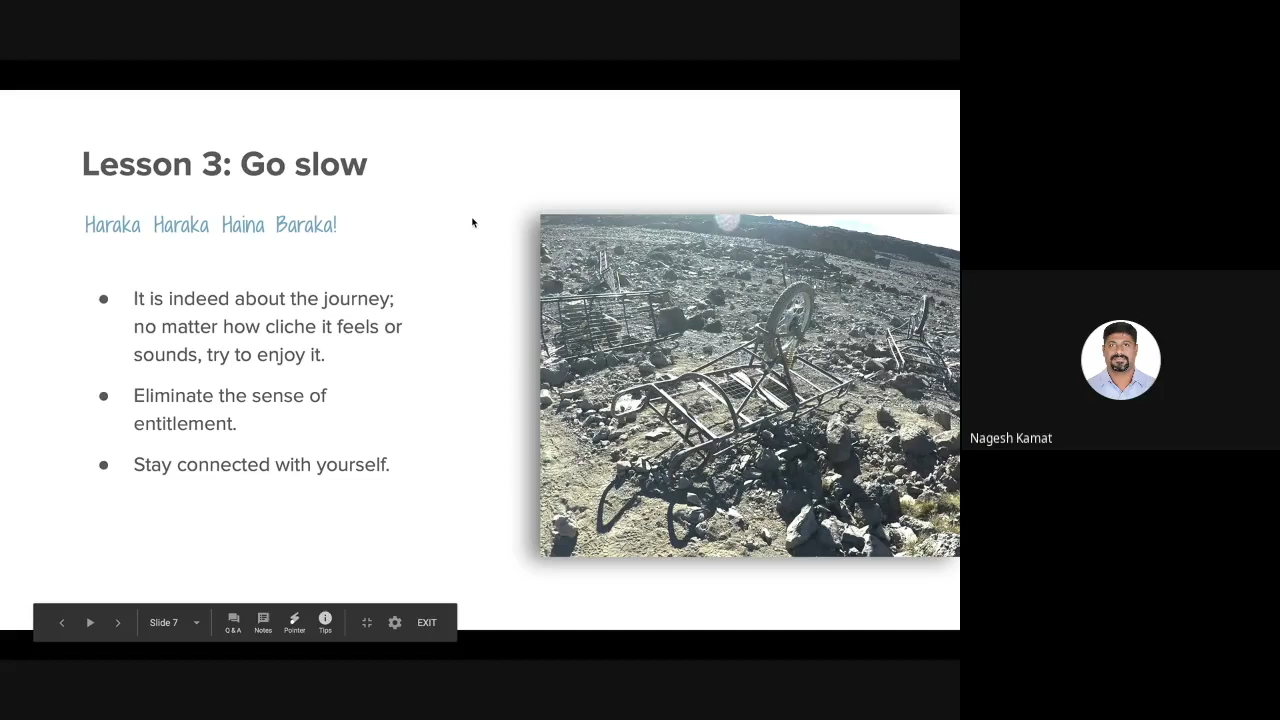 Lesson 3: Go slow
Haraka Haraka Haina Baraka!
● It is indeed about the journey;
no matter how cliche it feels or
sounds, try to enjoy it.
● Eliminate the sense of
entitlement.
● Stay connected with yourself.
Nagesh Kamat
Slide 7
Q & A Notes Pointer Tips
EXIT